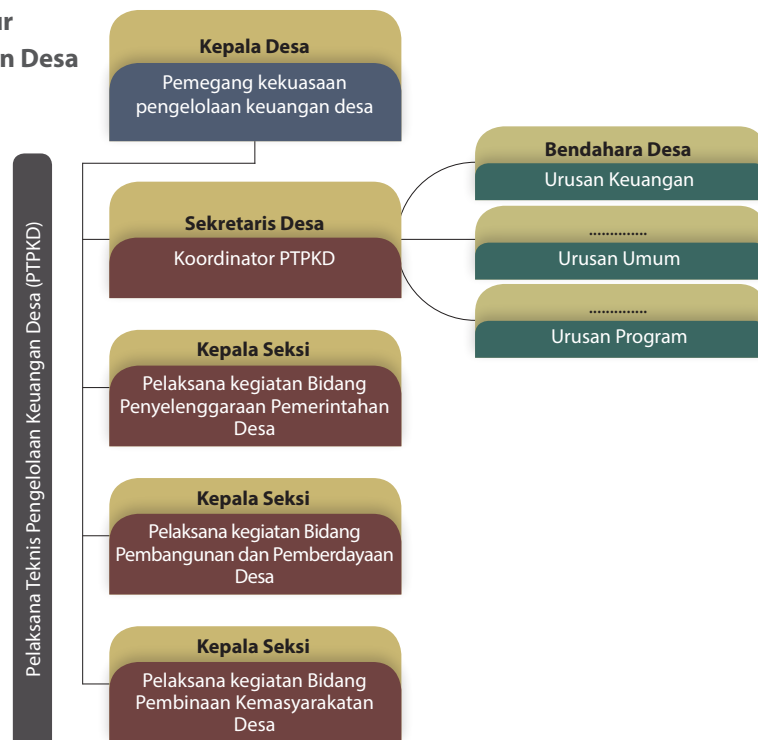 ur
n Desa
Kepala Desa
Pemegang kekuasaan
pengelolaan keuangan desa
Pelaksana Teknis Pengelolaan Keuangan Desa (PTPKD)
Sekretaris Desa
Koordinator PTPKD
Bendahara Desa
Urusan Keuangan
..............
Urusan Umum
..............
Urusan Program
Kepala Seksi
Pelaksana kegiatan Bidang
Penyelenggaraan Pemerintahan
Desa
Kepala Seksi
Pelaksana kegiatan Bidang
Pembangunan dan Pemberdayaan
Desa
Kepala Seksi
Pelaksana kegiatan Bidang
Pembinaan Kemasyarakatan
Desa